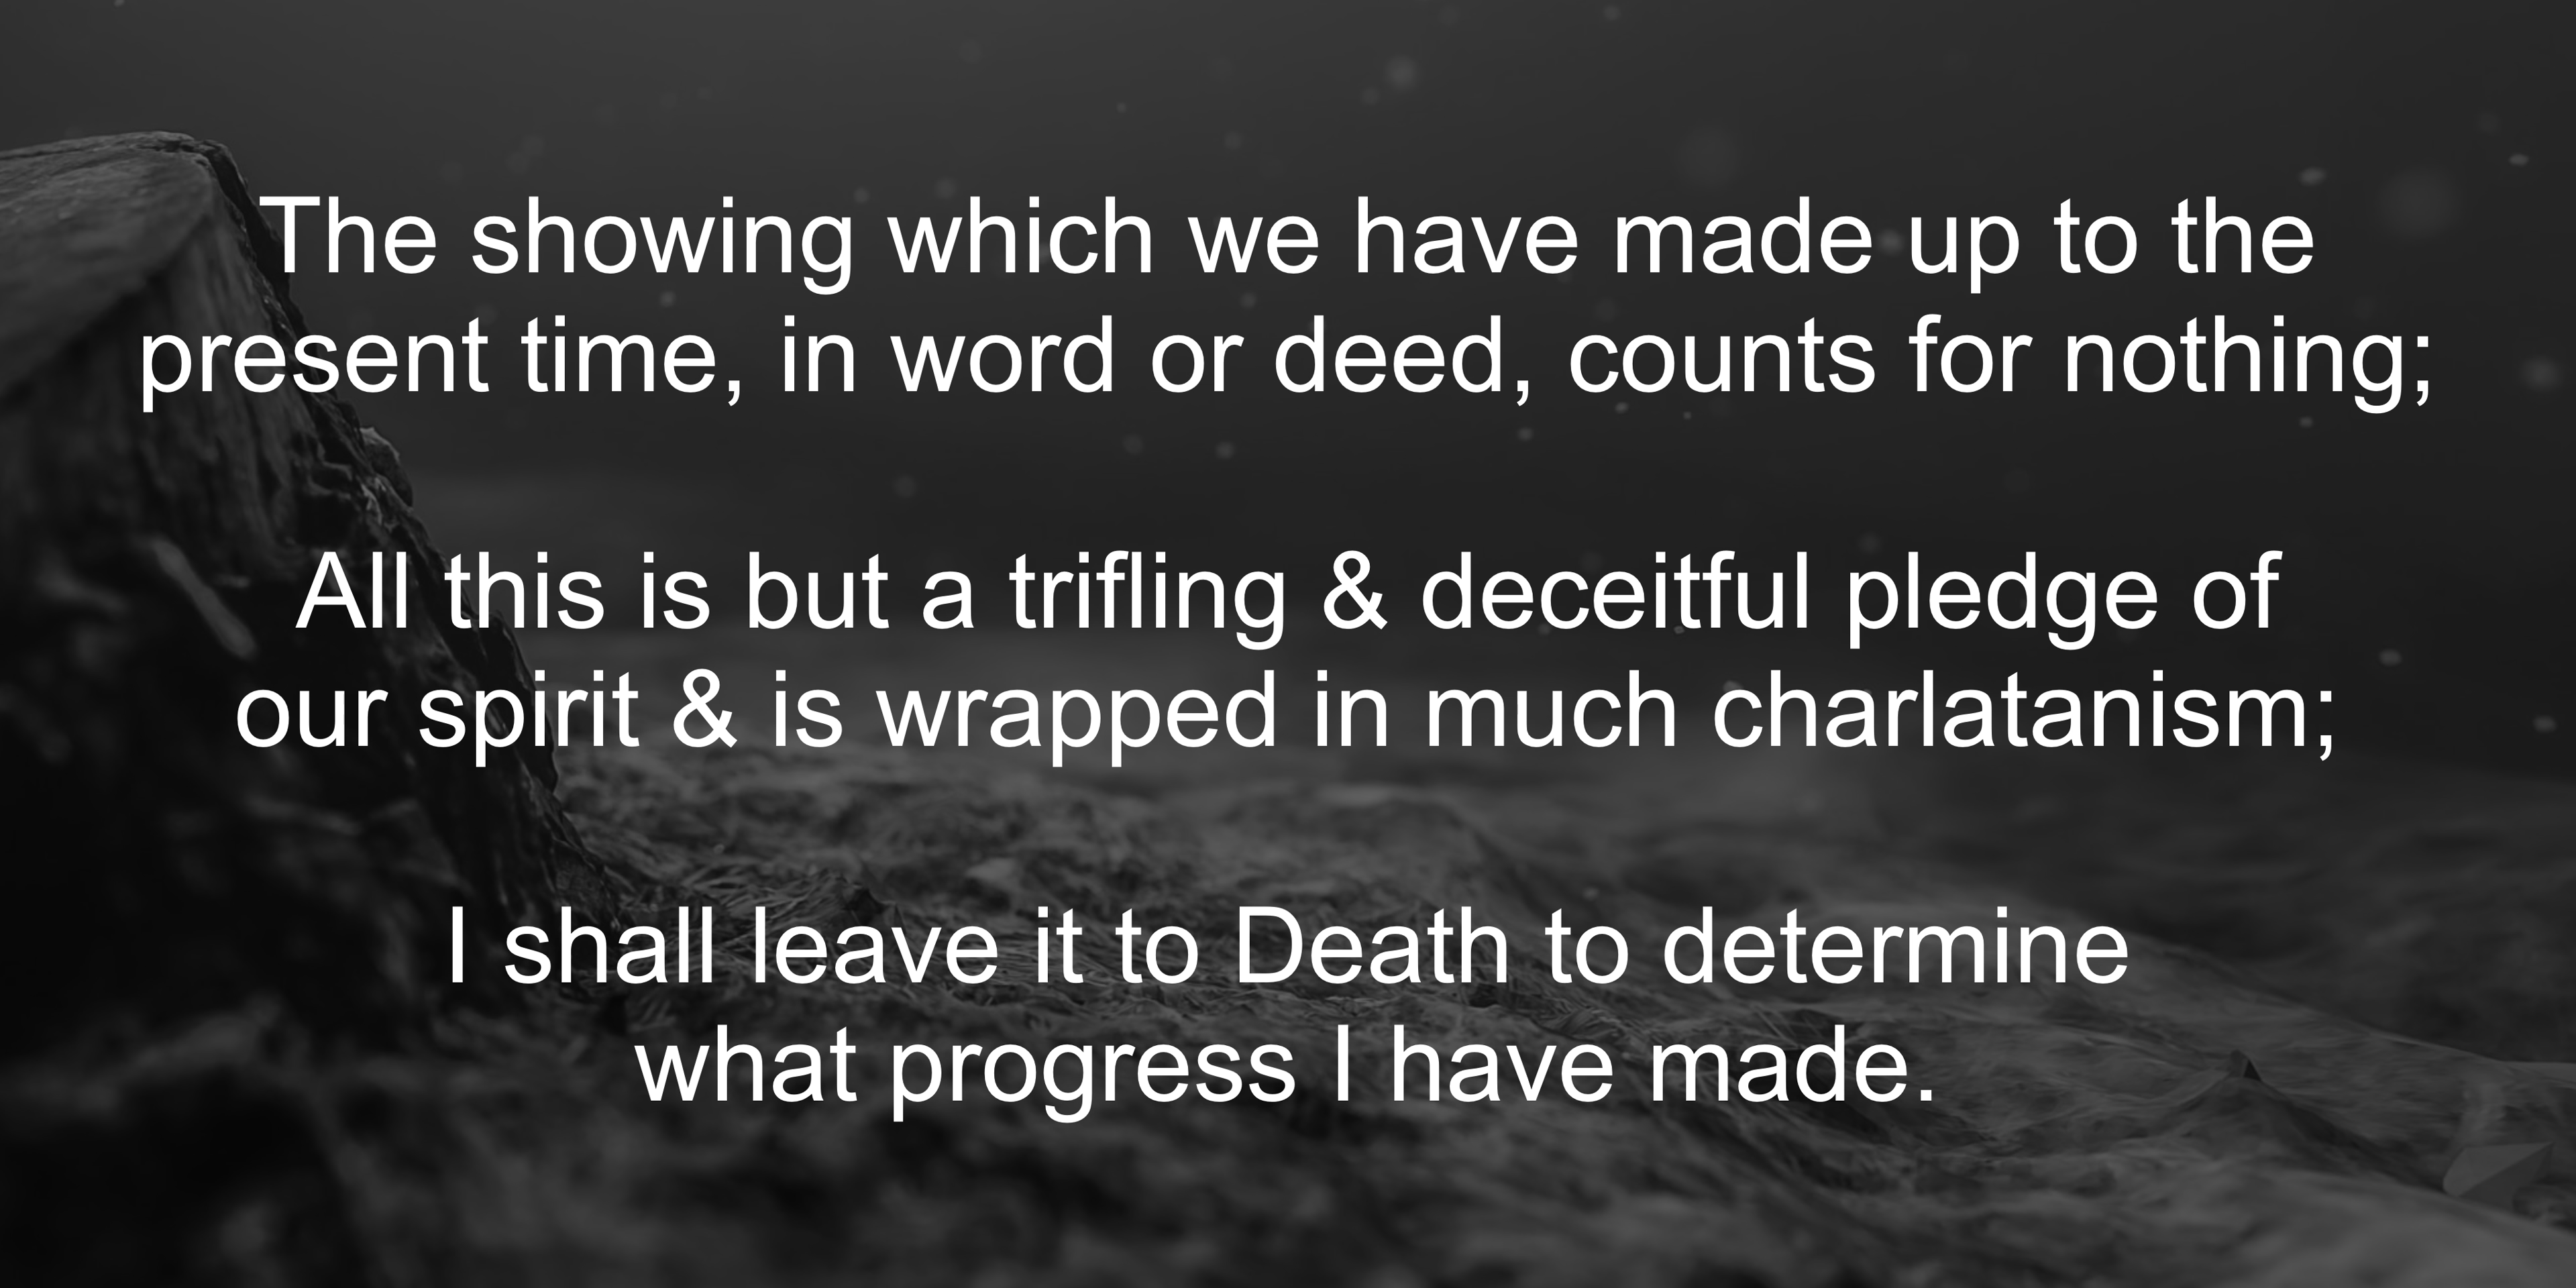 The showing which we have made up to the
present time, in word or deed, counts for nothing;
All this is but a trifling & deceitful pledge of
our spirit & is wrapped in much charlatanism;
I shall leave it to Death to determine
what progress I have made.